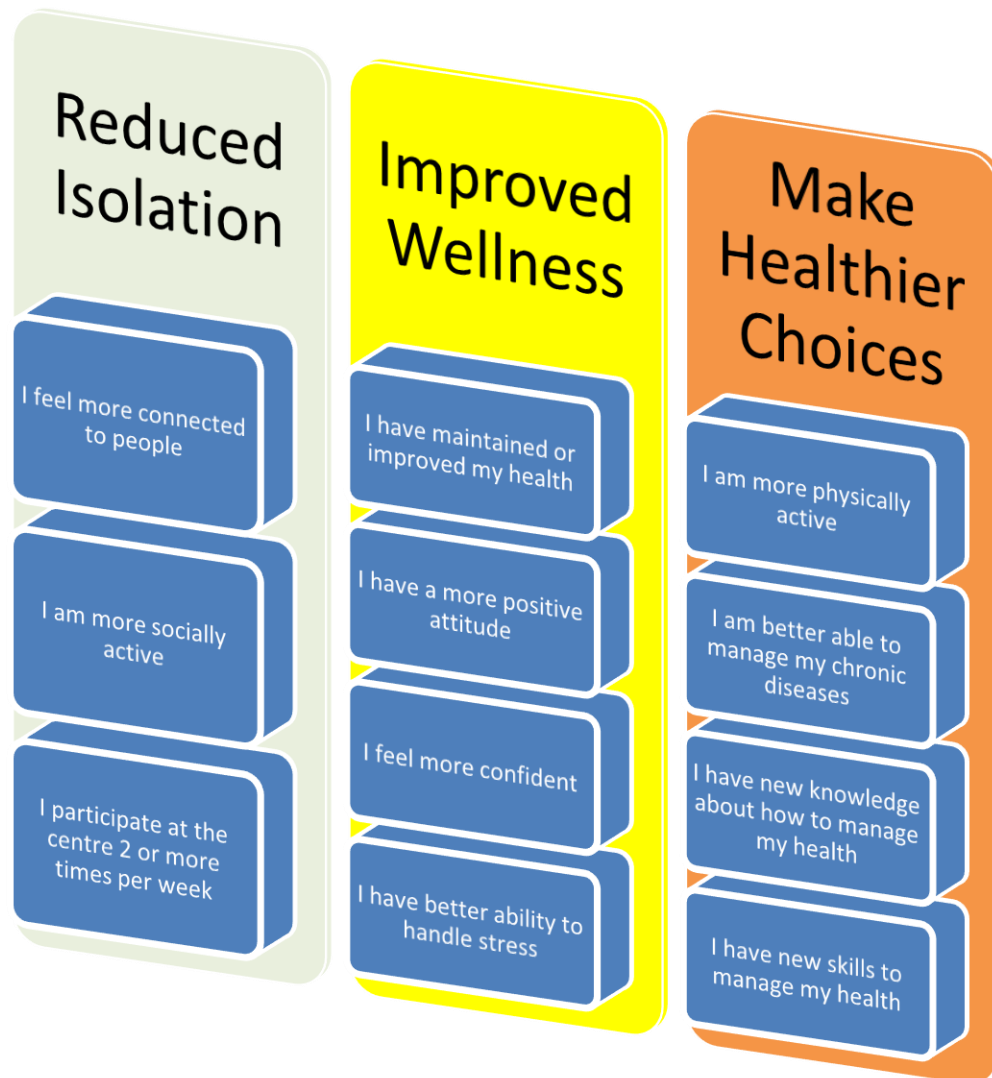 Reduced
Isolation
I feel more connected
to people
I am more socially
active
I participate at the
centre 2 or more
times per week
Improved
Wellness
I have maintained or
improved my health
I have a more positive
attitude
I feel more confident
I have better ability to
handle stress
Make
Healthier
Choices
I am more physically
active
I am better able to
manage my chronic
diseases
I have new knowledge
about how to manage
my health
I have new skills to
manage my health